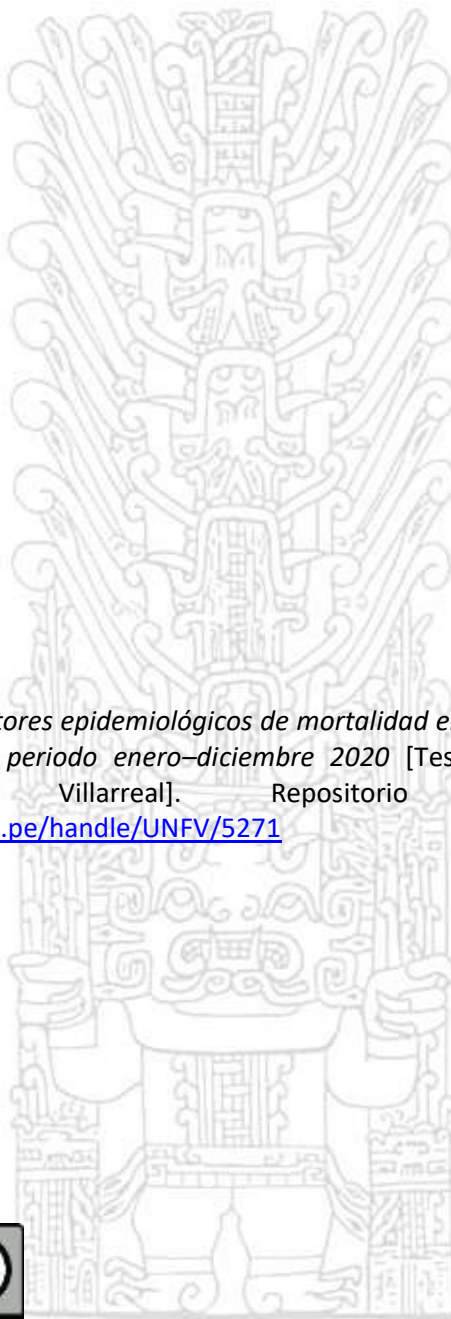 tores epidemiológicos de mortalidad e
periodo enero–diciembre 2020 [Tes
Villarreal]. Repositorio
.pe/handle/UNFV/5271